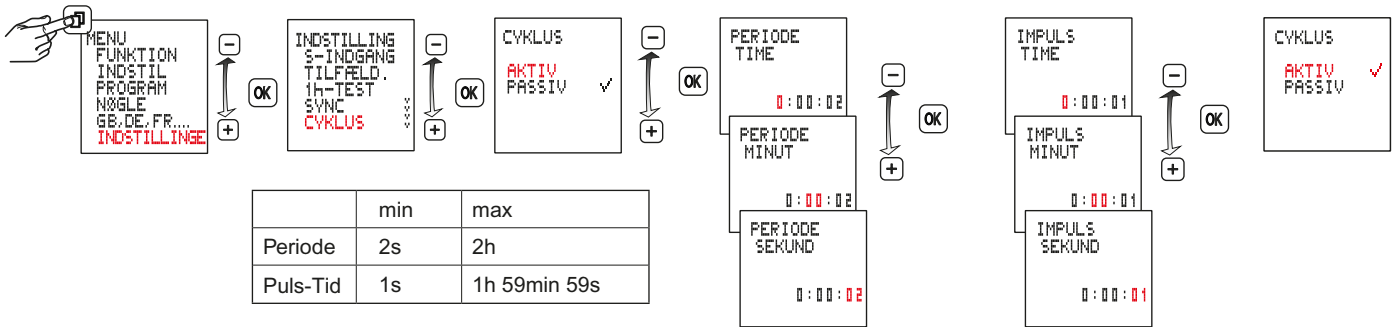 MENU
FUNKTION
INDSTIL
PROGRAM
NØGLE
GB,DE,FR....
INDSTILLINGE
−
+
OK
INDSTILLING
S-INDGANG
TILFÆLD.
1h-TEST
SYNC
CYKLUS
−
+
OK
CYKLUS
AKTIV
PASSIV ✓
−
+
OK
PERIODE
TIME
0:00:02
PERIODE
MINUT
0:00:02
PERIODE
SEKUND
0:00:02
−
+
OK
IMPULS
TIME
0:00:01
IMPULS
MINUT
0:00:01
IMPULS
SEKUND
0:00:01
−
+
OK
CYKLUS
AKTIV ✓
PASSIV
min max
Periode 2s 2h
Puls-Tid 1s 1h 59min 59s